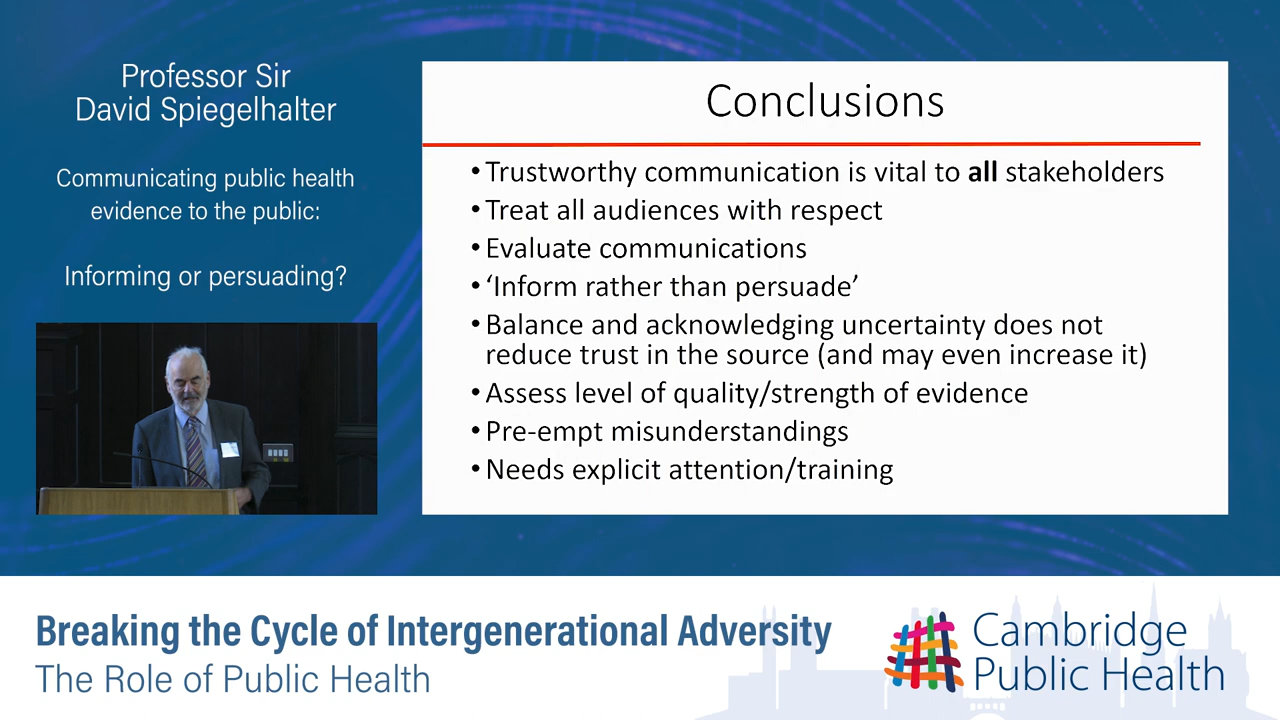 Professor Sir
David Spiegelhalter
Communicating public health
evidence to the public:
Informing or persuading?
Conclusions
• Trustworthy communication is vital to all stakeholders
• Treat all audiences with respect
• Evaluate communications
• ‘Inform rather than persuade’
• Balance and acknowledging uncertainty does not
reduce trust in the source (and may even increase it)
• Assess level of quality/strength of evidence
• Pre-empt misunderstandings
• Needs explicit attention/training
Breaking the Cycle of Intergenerational Adversity
The Role of Public Health
Cambridge
Public Health